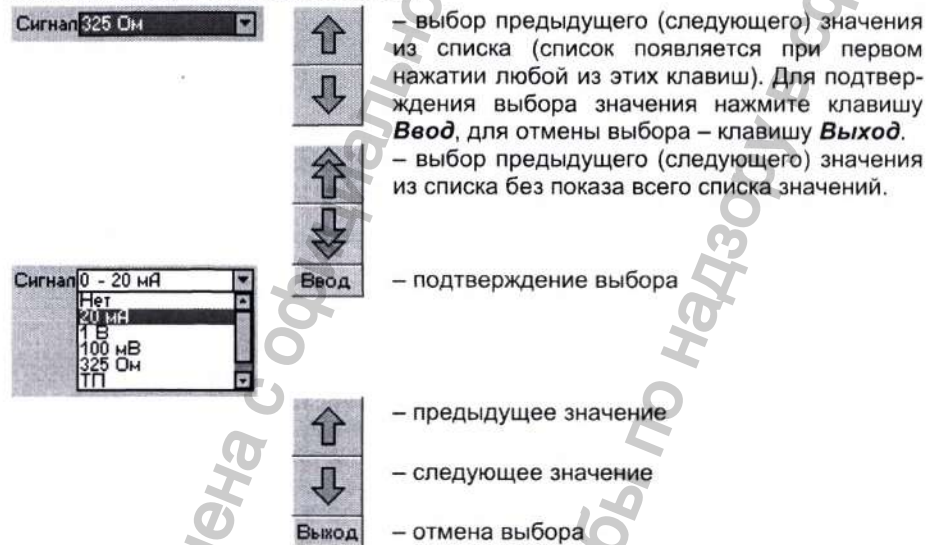 Сигнал 325 Ом
– выбор предыдущего (следующего) значения
из списка (список появляется при первом
нажатии любой из этих клавиш). Для подтвер-
ждения выбора значения нажмите клавишу
Ввод, для отмены выбора – клавишу Выход.
– выбор предыдущего (следующего) значения
из списка без показа всего списка значений.
Сигнал 0 - 20 мА
Нет
20 мА
1 В
100 мВ
325 Ом
ТП
Ввод – подтверждение выбора
– предыдущее значение
– следующее значение
Выход – отмена выбора
по надзору в